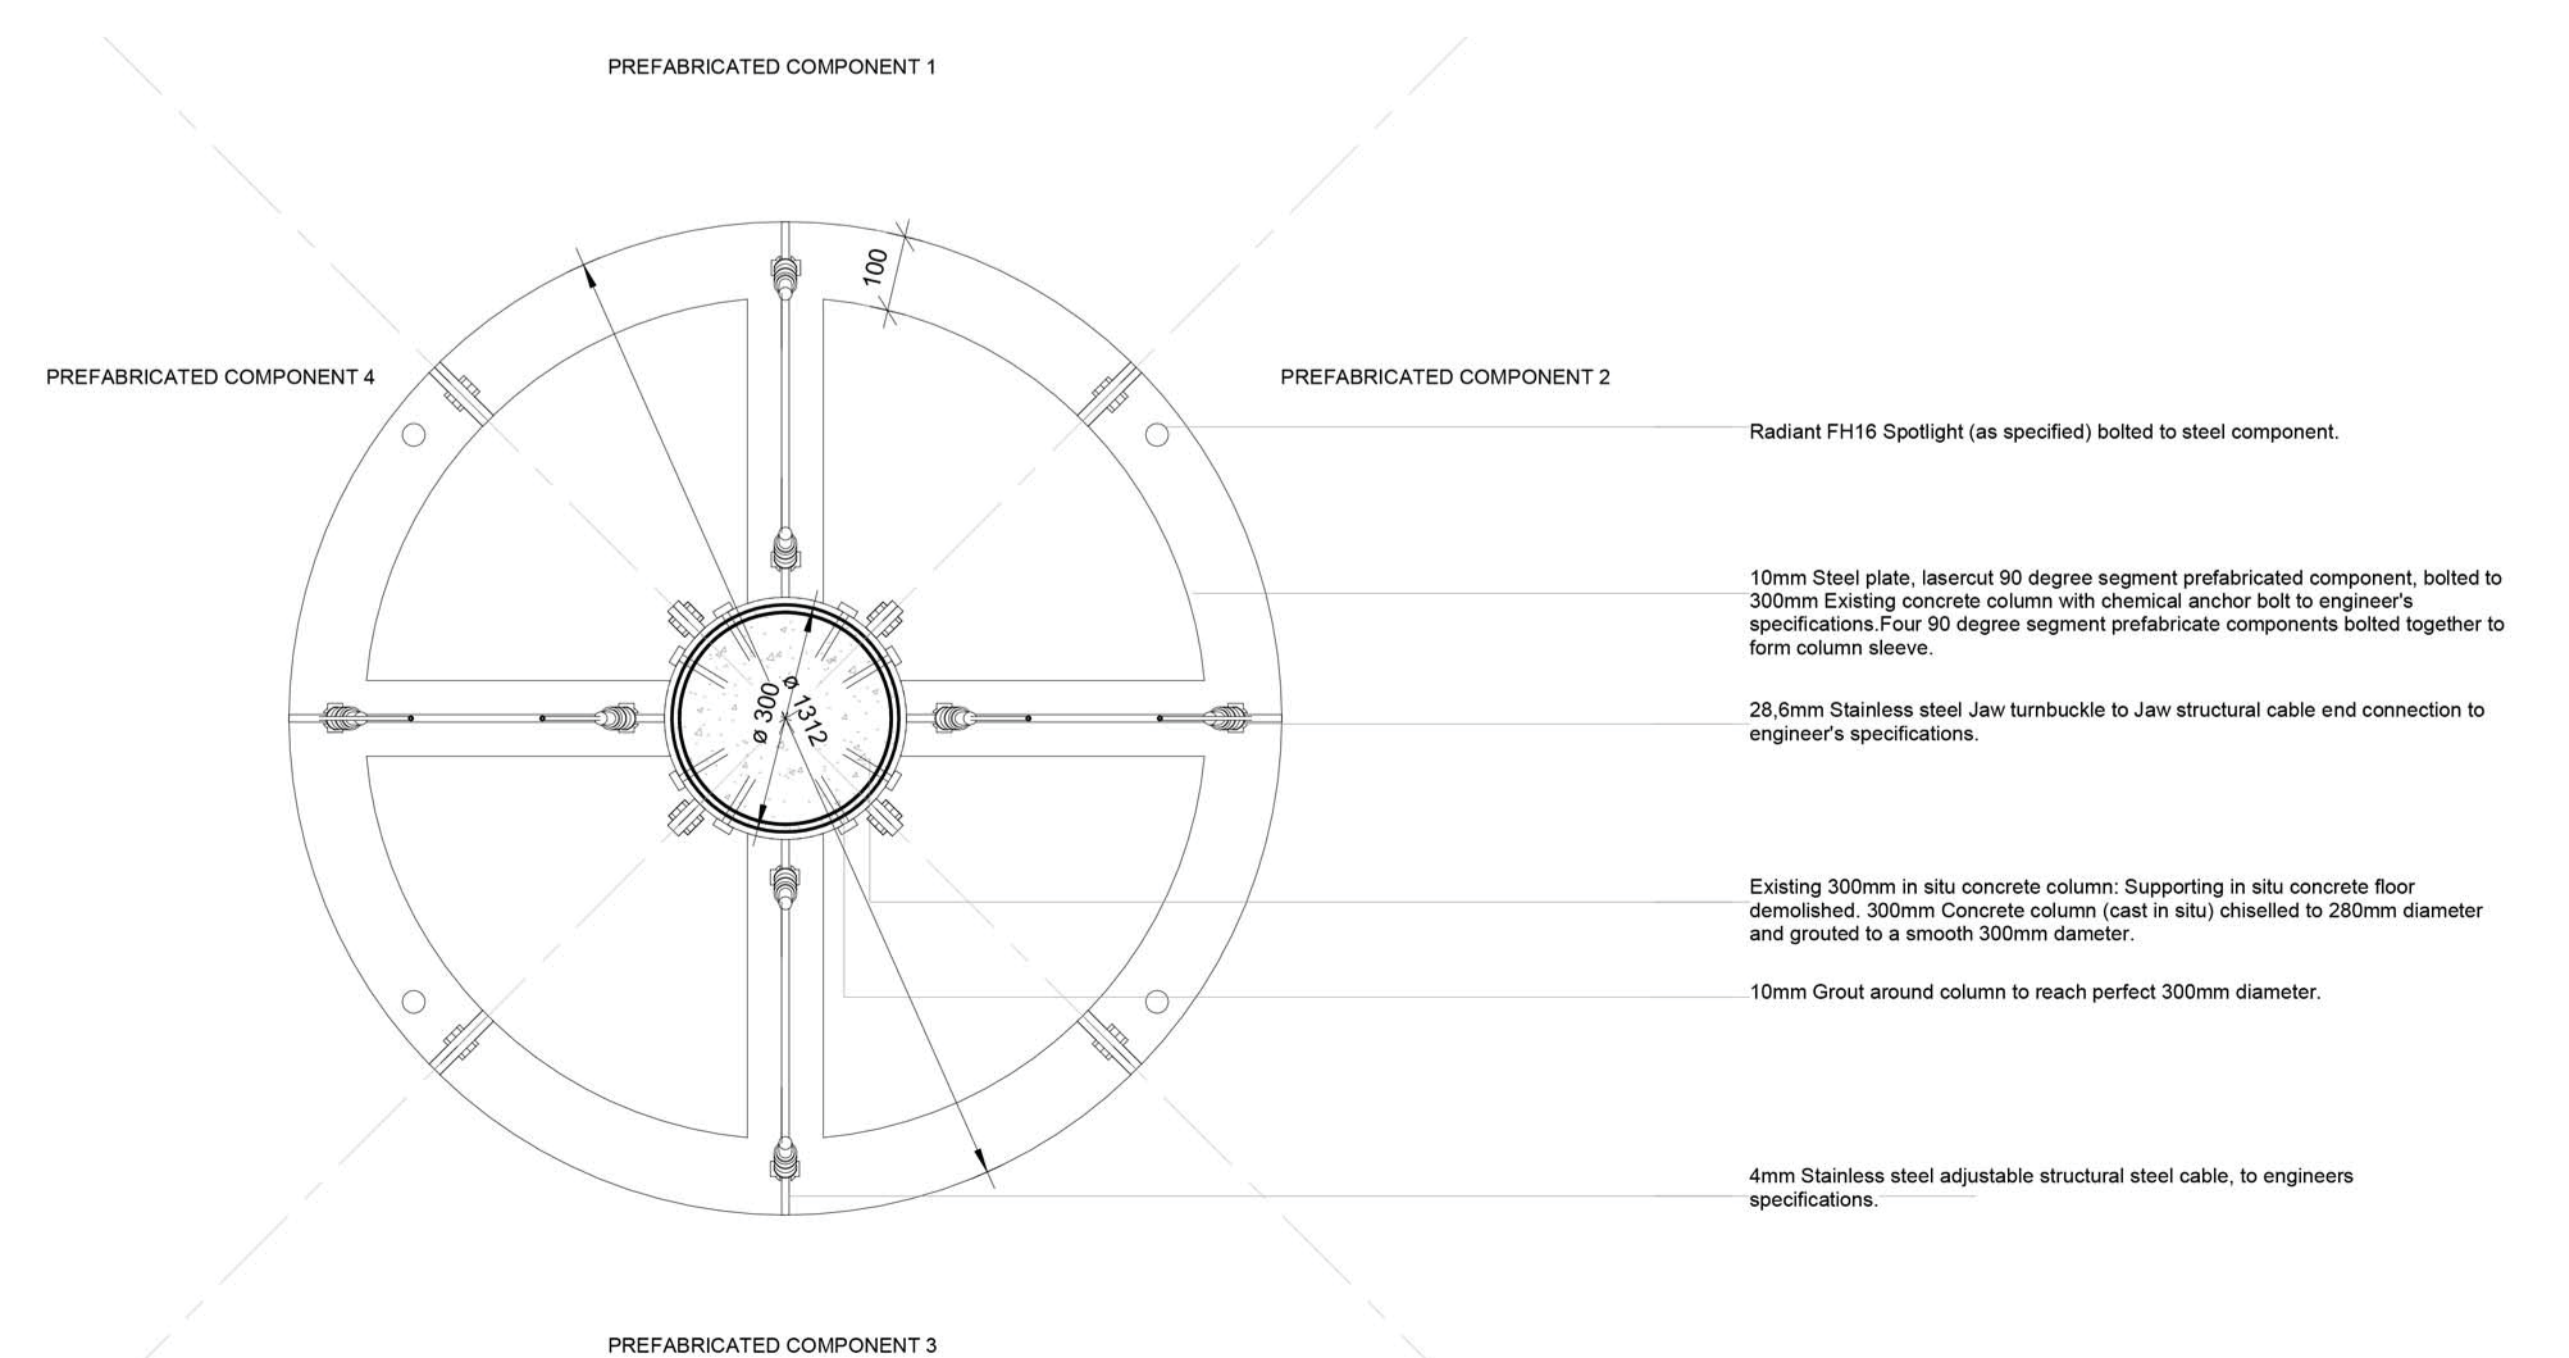 PREFABRICATED COMPONENT 1
100
PREFABRICATED COMPONENT 4
PREFABRICATED COMPONENT 2
Radiant FH16 Spotlight (as specified) bolted to steel component.
10mm Steel plate, lasercut 90 degree segment prefabricated component, bolted to
300mm Existing concrete column with chemical anchor bolt to engineer's
specifications.Four 90 degree segment prefabricate components bolted together to
form column sleeve.
ø 300
ø 1312
28,6mm Stainless steel Jaw turnbuckle to Jaw structural cable end connection to
engineer's specifications.
Existing 300mm in situ concrete column: Supporting in situ concrete floor
demolished. 300mm Concrete column (cast in situ) chiselled to 280mm diameter
and grouted to a smooth 300mm dameter.
10mm Grout around column to reach perfect 300mm diameter.
4mm Stainless steel adjustable structural steel cable, to engineers
specifications.
PREFABRICATED COMPONENT 3